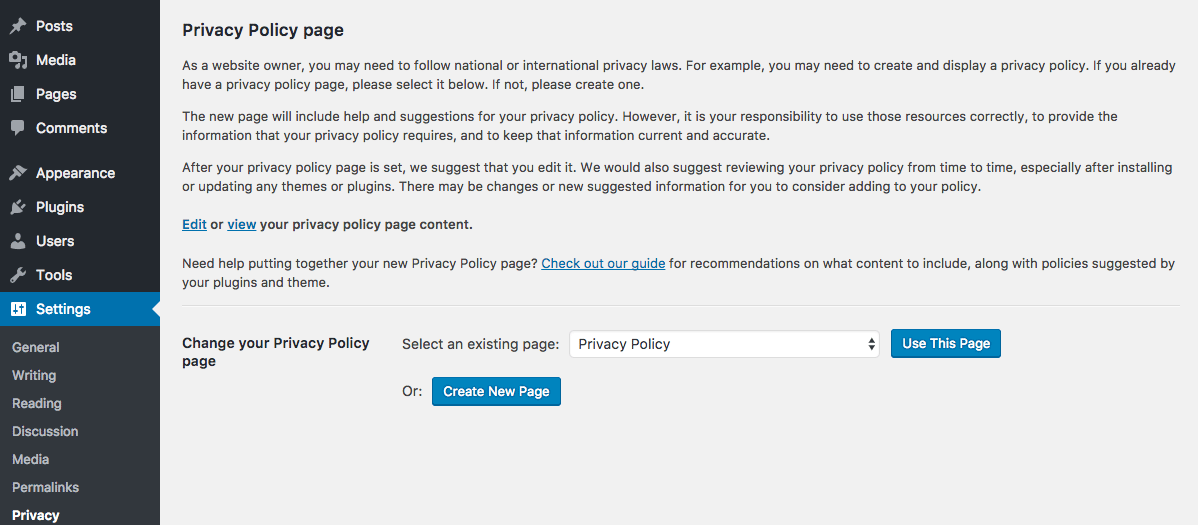 Posts
Media
Pages
Comments
Appearance
Plugins
Users
Tools
Settings
General
Writing
Reading
Discussion
Media
Permalinks
Privacy
Privacy Policy page
As a website owner, you may need to follow national or international privacy laws. For example, you may need to create and display a privacy policy. If you already
have a privacy policy page, please select it below. If not, please create one.
The new page will include help and suggestions for your privacy policy. However, it is your responsibility to use those resources correctly, to provide the
information that your privacy policy requires, and to keep that information current and accurate.
After your privacy policy page is set, we suggest that you edit it. We would also suggest reviewing your privacy policy from time to time, especially after installing
or updating any themes or plugins. There may be changes or new suggested information for you to consider adding to your policy.
Edit or view your privacy policy page content.
Need help putting together your new Privacy Policy page? Check out our guide for recommendations on what content to include, along with policies suggested by
your plugins and theme.
Change your Privacy Policy
page
Select an existing page: Privacy Policy Use This Page
Or: Create New Page